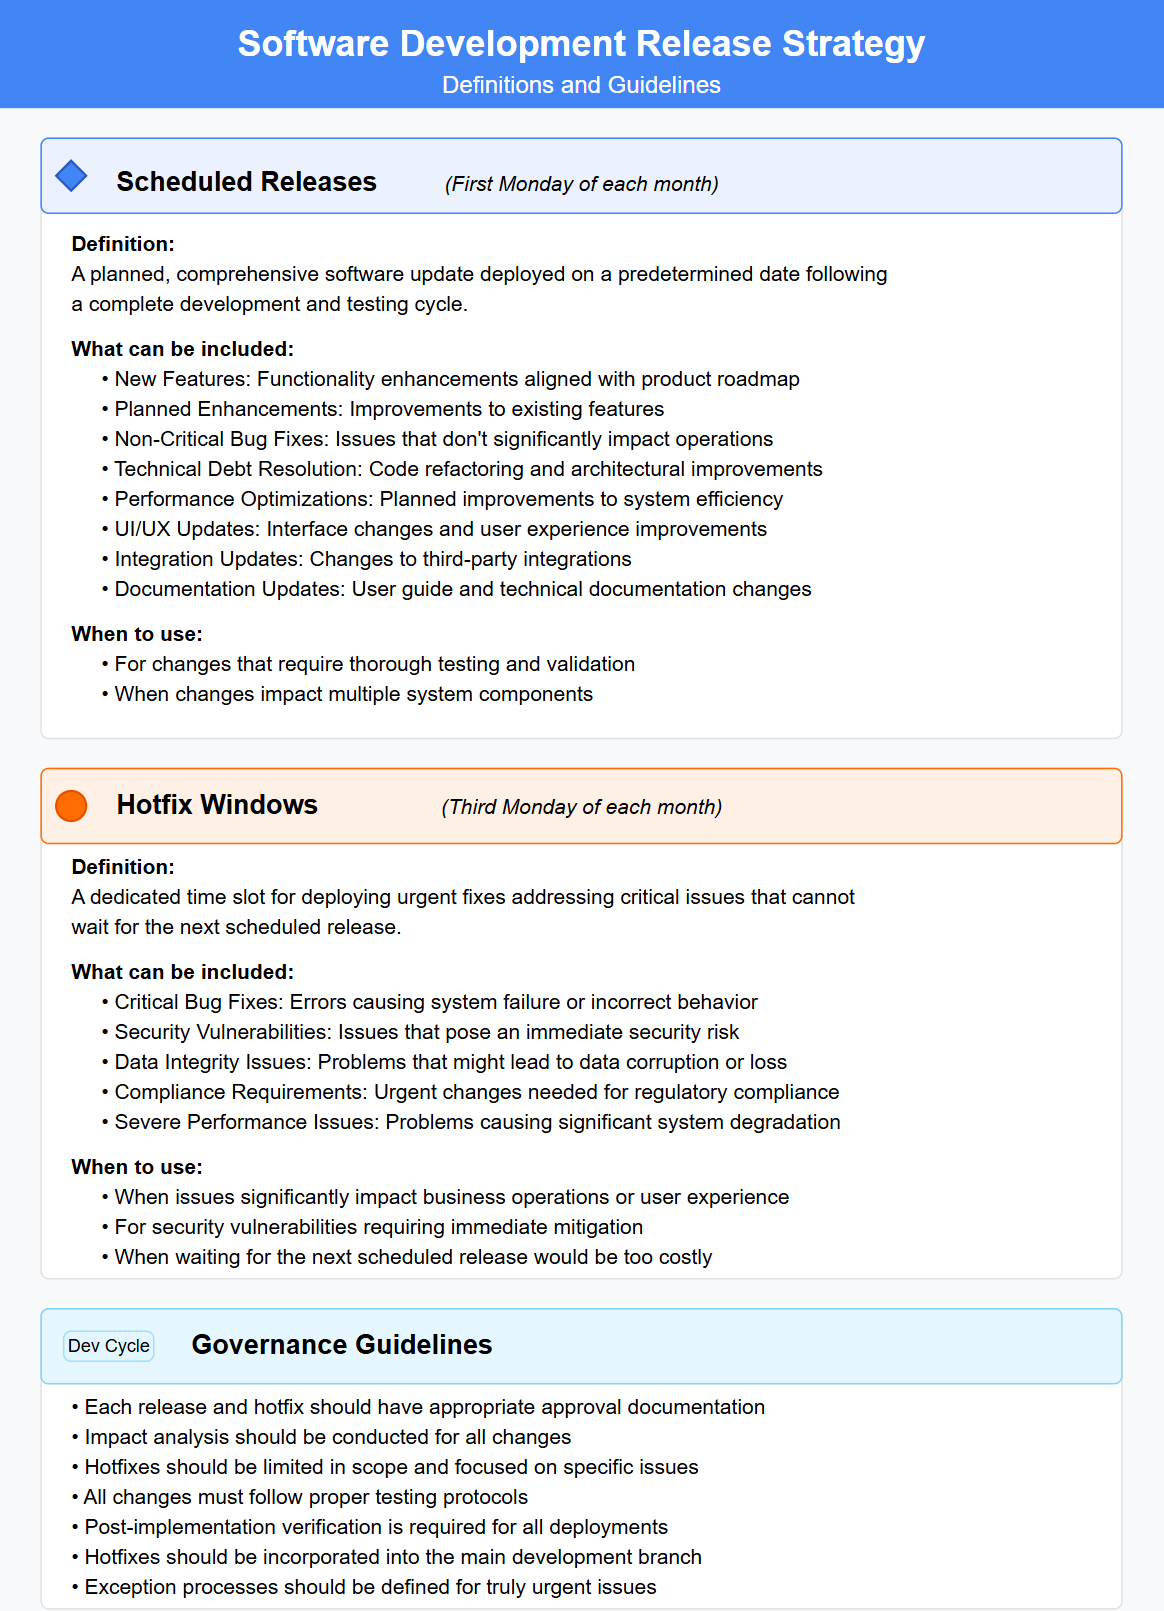 Software Development Release Strategy
Definitions and Guidelines
Scheduled Releases (First Monday of each month)
Definition:
A planned, comprehensive software update deployed on a predetermined date following
a complete development and testing cycle.
What can be included:
• New Features: Functionality enhancements aligned with product roadmap
• Planned Enhancements: Improvements to existing features
• Non-Critical Bug Fixes: Issues that don't significantly impact operations
• Technical Debt Resolution: Code refactoring and architectural improvements
• Performance Optimizations: Planned improvements to system efficiency
• UI/UX Updates: Interface changes and user experience improvements
• Integration Updates: Changes to third-party integrations
• Documentation Updates: User guide and technical documentation changes
When to use:
• For changes that require thorough testing and validation
• When changes impact multiple system components
Hotfix Windows (Third Monday of each month)
Definition:
A dedicated time slot for deploying urgent fixes addressing critical issues that cannot
wait for the next scheduled release.
What can be included:
• Critical Bug Fixes: Errors causing system failure or incorrect behavior
• Security Vulnerabilities: Issues that pose an immediate security risk
• Data Integrity Issues: Problems that might lead to data corruption or loss
• Compliance Requirements: Urgent changes needed for regulatory compliance
• Severe Performance Issues: Problems causing significant system degradation
When to use:
• When issues significantly impact business operations or user experience
• For security vulnerabilities requiring immediate mitigation
• When waiting for the next scheduled release would be too costly
Dev Cycle Governance Guidelines
• Each release and hotfix should have appropriate approval documentation
• Impact analysis should be conducted for all changes
• Hotfixes should be limited in scope and focused on specific issues
• All changes must follow proper testing protocols
• Post-implementation verification is required for all deployments
• Hotfixes should be incorporated into the main development branch
• Exception processes should be defined for truly urgent issues